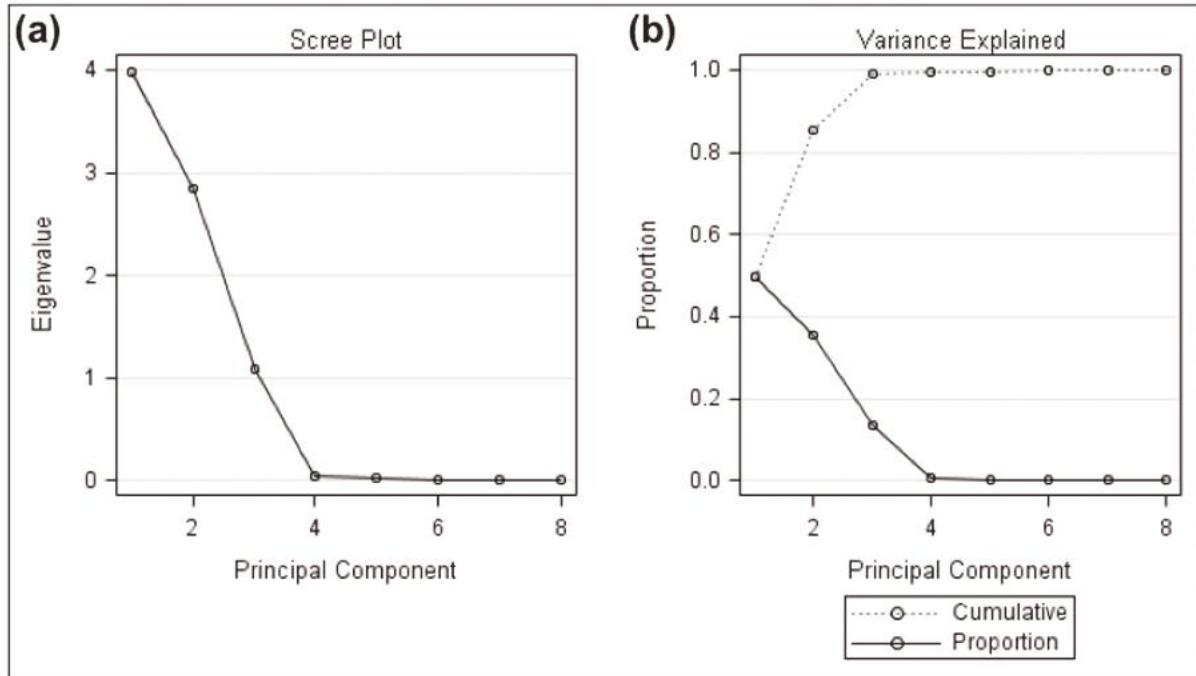 (a)
Scree Plot
4
3
2
1
0
Eigenvalue
2 4 6 8
Principal Component
(b)
Variance Explained
1.0
0.8
0.6
0.4
0.2
0.0
Proportion
2 4 6 8
Principal Component
Cumulative
Proportion